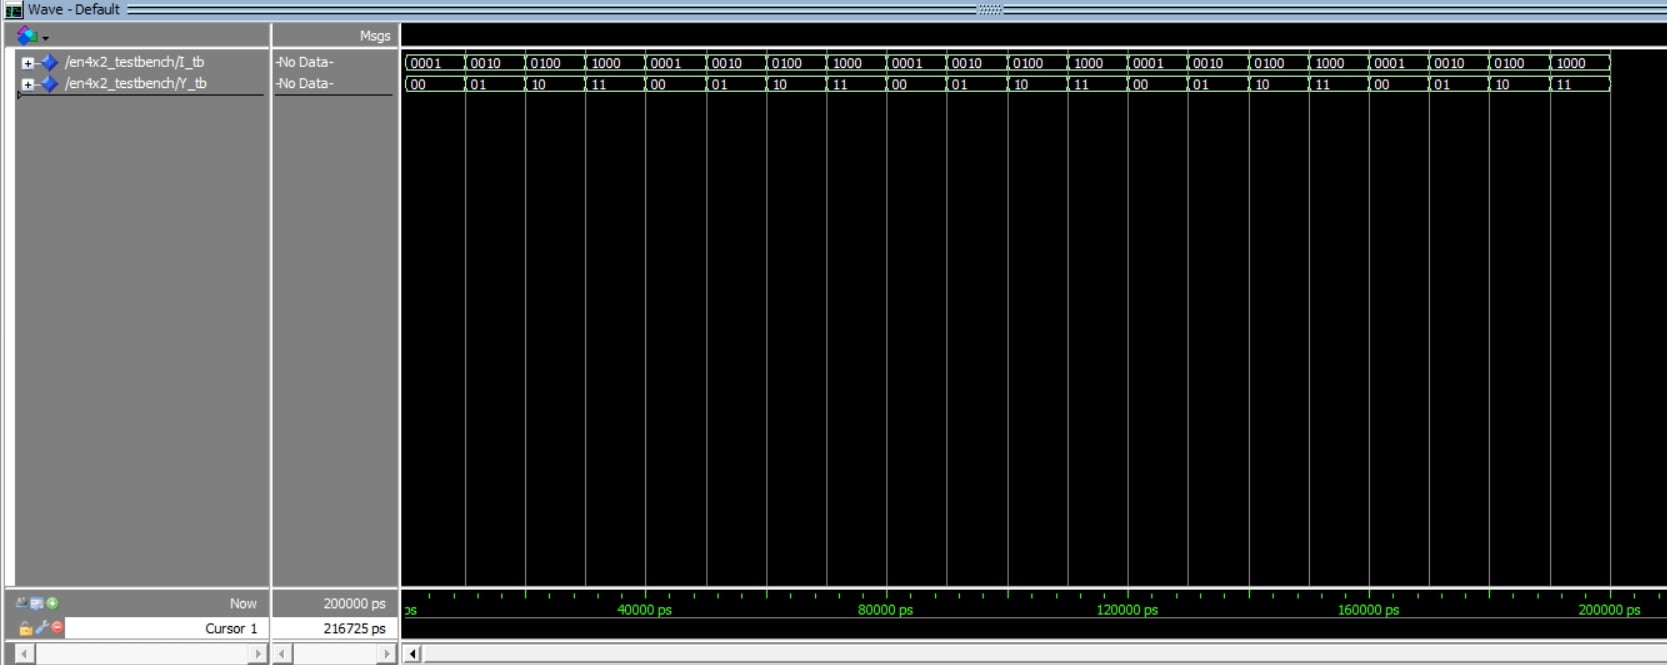 Wave - Default
Msgs
/en4x2_testbench/I_tb -No Data- 0001 0010 0100 1000 0001 0010 0100 1000 0001 0010 0100 1000 0001 0010 0100 1000 0001 0010 0100 1000
/en4x2_testbench/Y_tb -No Data- 00 01 10 11 00 01 10 11 00 01 10 11 00 01 10 11 00 01 10 11
Now 200000 ps ps 40000 ps 80000 ps 120000 ps 160000 ps 200000 ps
Cursor 1 216725 ps